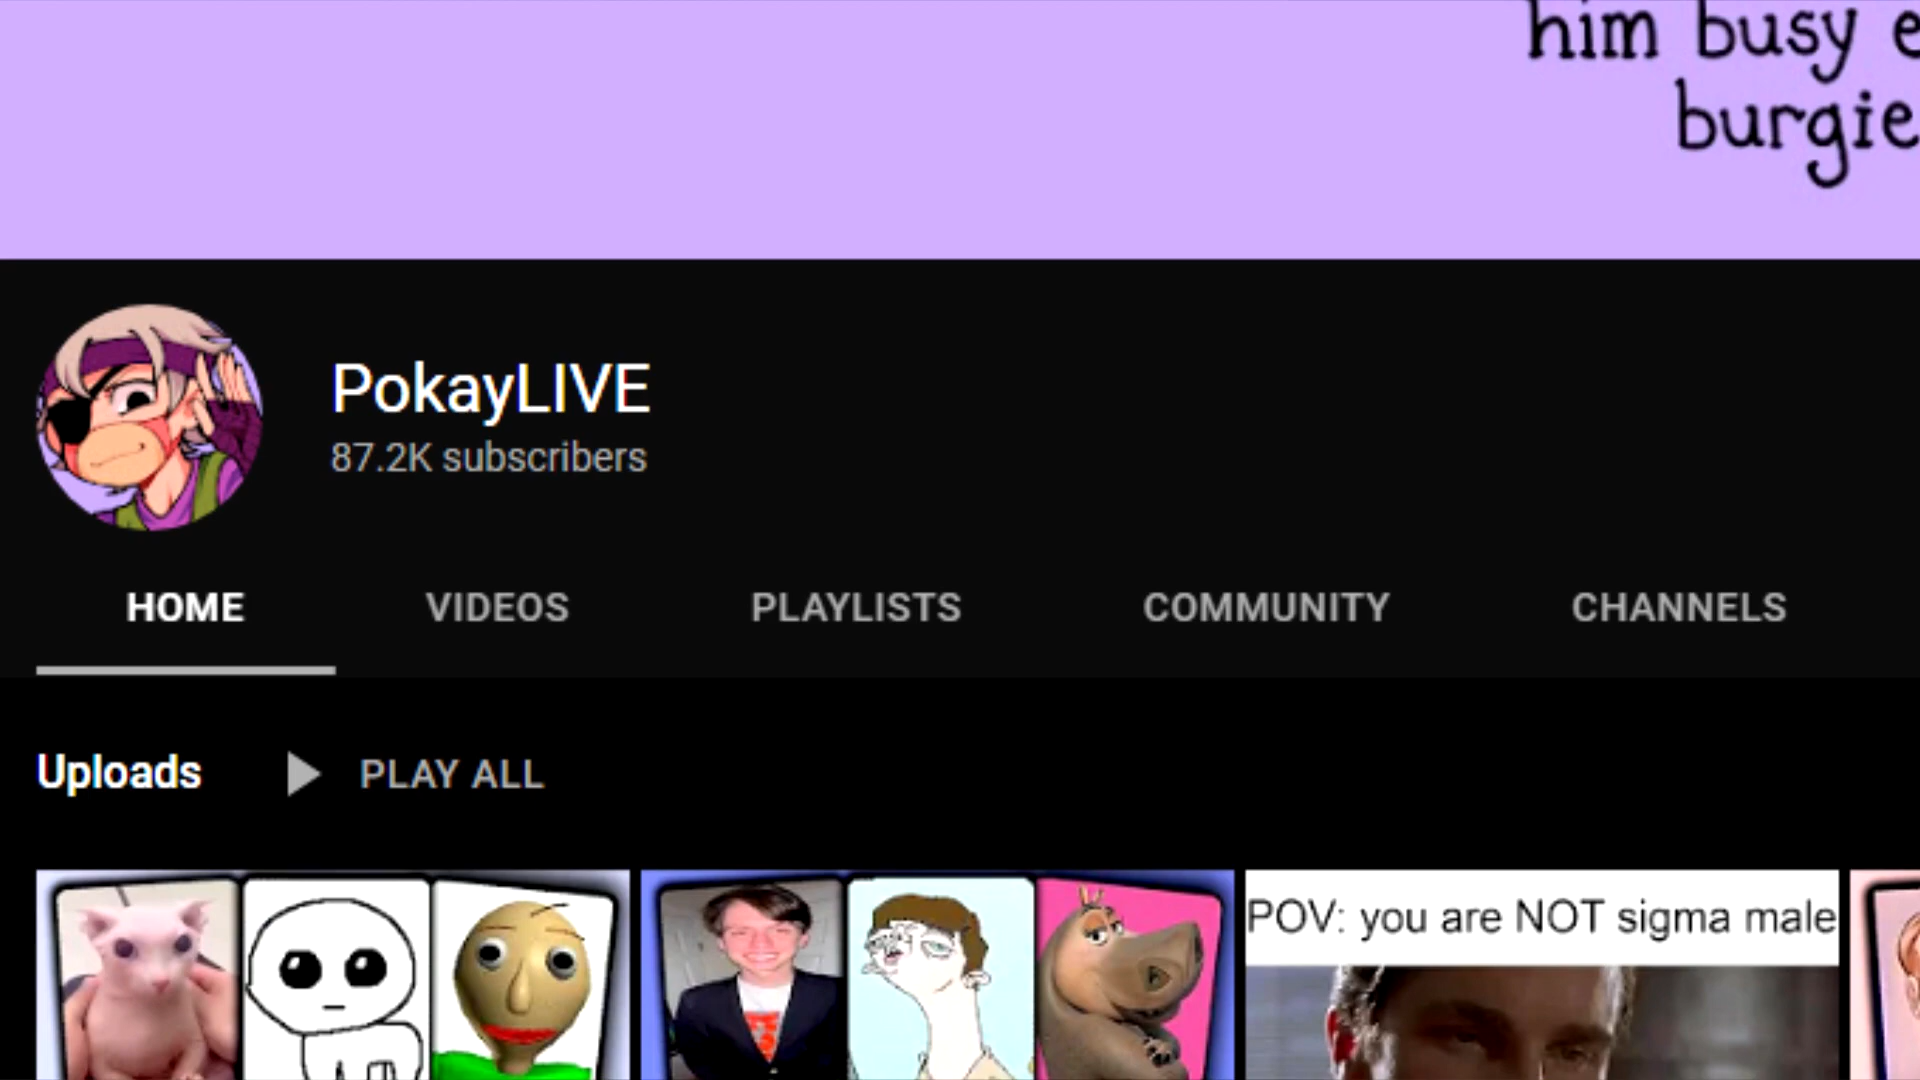 him busy e
burgie
PokayLIVE
87.2K subscribers
HOME VIDEOS PLAYLISTS COMMUNITY CHANNELS
Uploads PLAY ALL
POV: you are NOT sigma male